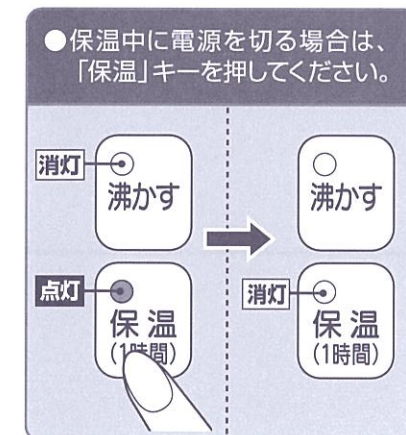 ●保温中に電源を切る場合は、
「保温」キーを押してください。
消灯
沸かす
点灯
保温
(1時間)
沸かす
消灯
保温
(1時間)